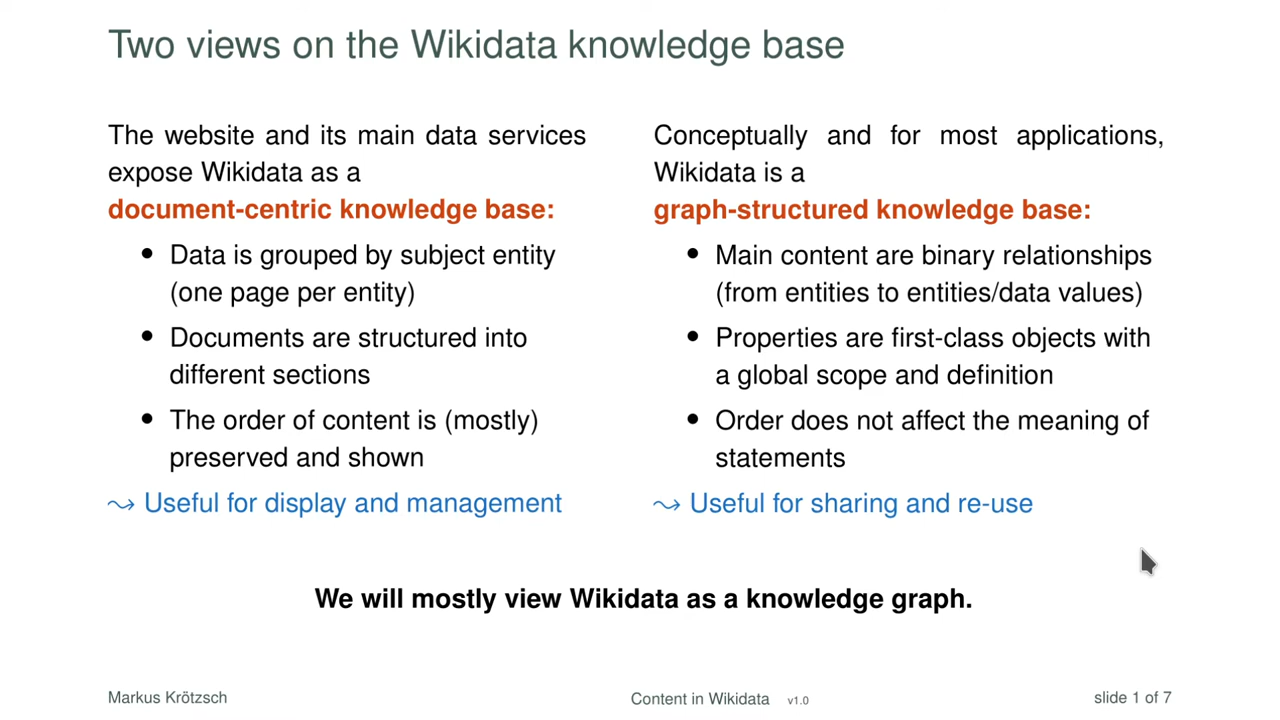 Two views on the Wikidata knowledge base
The website and its main data services
expose Wikidata as a
document-centric knowledge base:
• Data is grouped by subject entity
(one page per entity)
• Documents are structured into
different sections
• The order of content is (mostly)
preserved and shown
⤳ Useful for display and management
Conceptually and for most applications,
Wikidata is a
graph-structured knowledge base:
• Main content are binary relationships
(from entities to entities/data values)
• Properties are first-class objects with
a global scope and definition
• Order does not affect the meaning of
statements
⤳ Useful for sharing and re-use
We will mostly view Wikidata as a knowledge graph.
Markus Krötzsch
Content in Wikidata v1.0
slide 1 of 7